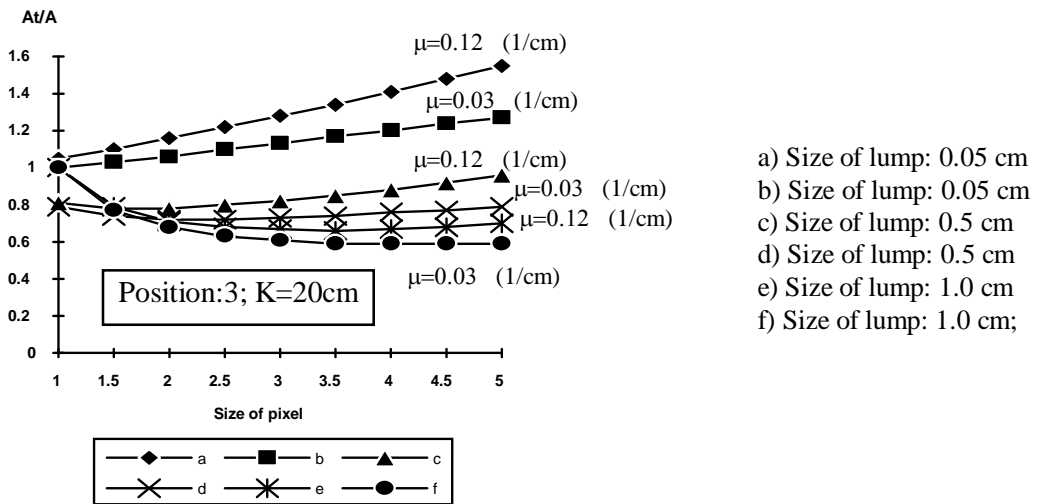 At/A
1.6
1.4
1.2
1
0.8
0.6
0.4
0.2
0
μ=0.12 (1/cm)
μ=0.03 (1/cm)
μ=0.12 (1/cm)
μ=0.03 (1/cm)
μ=0.12 (1/cm)
μ=0.03 (1/cm)
Position:3; K=20cm
1 1.5 2 2.5 3 3.5 4 4.5 5
Size of pixel
a b c
d e f
a) Size of lump: 0.05 cm
b) Size of lump: 0.05 cm
c) Size of lump: 0.5 cm
d) Size of lump: 0.5 cm
e) Size of lump: 1.0 cm
f) Size of lump: 1.0 cm;